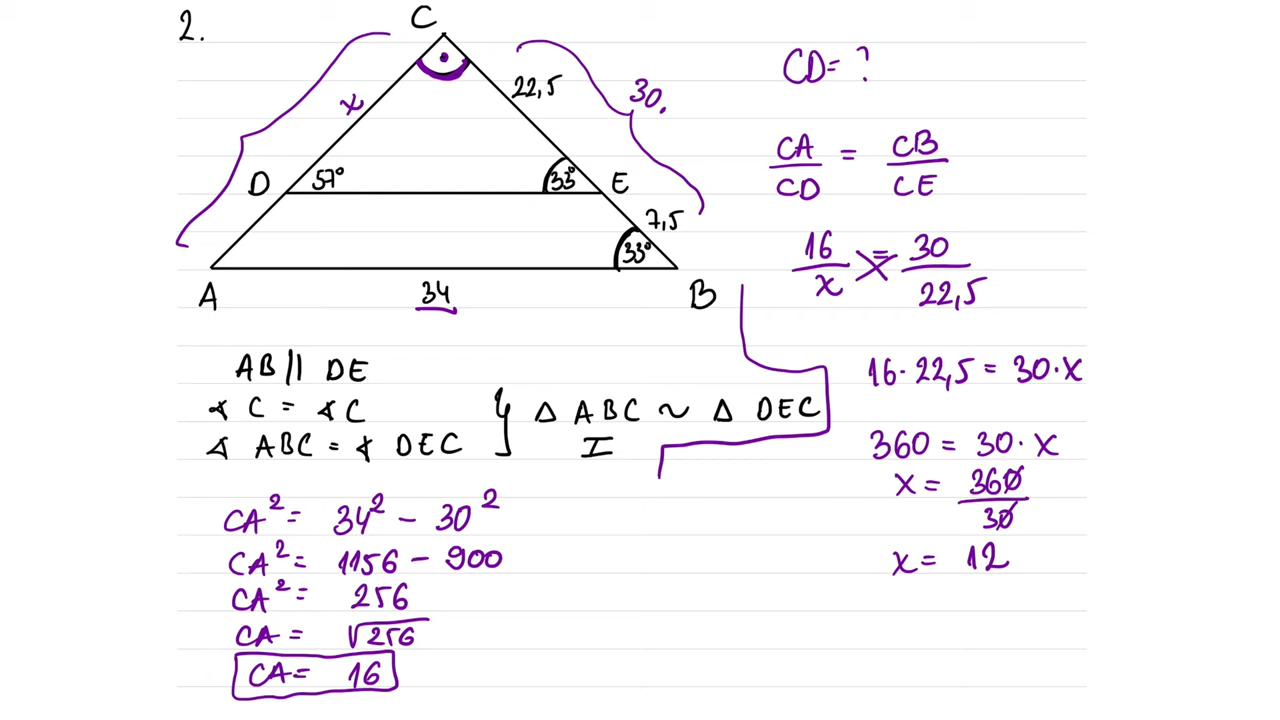 2.
C
x
22,5
30.
D
57°
33°
E
7,5
33°
A
34
B
AB || DE
∢ C = ∢ C
∢ ABC = ∢ DEC } Δ ABC ~ Δ DEC
I
CA² = 34² - 30²
CA² = 1156 - 900
CA² = 256
CA = √256
CA = 16
CD = ?
CA/CD = CB/CE
16/x = 30/22,5
16 · 22,5 = 30 · x
360 = 30 · x
x = 360/30
x = 12